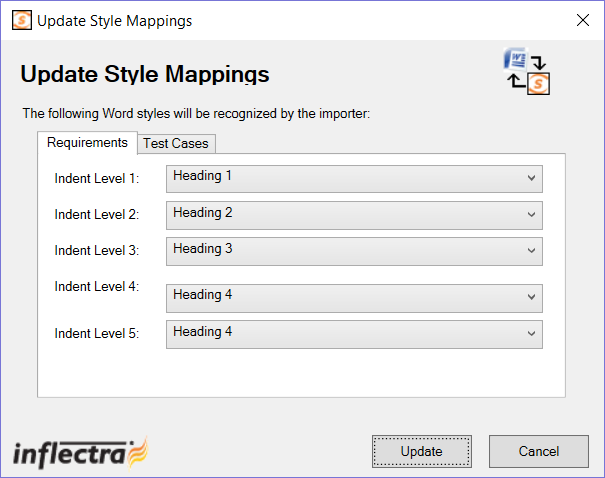 Update Style Mappings
Update Style Mappings
The following Word styles will be recognized by the importer:
Requirements Test Cases
Indent Level 1: Heading 1
Indent Level 2: Heading 2
Indent Level 3: Heading 3
Indent Level 4: Heading 4
Indent Level 5: Heading 4
inflectra Update Cancel